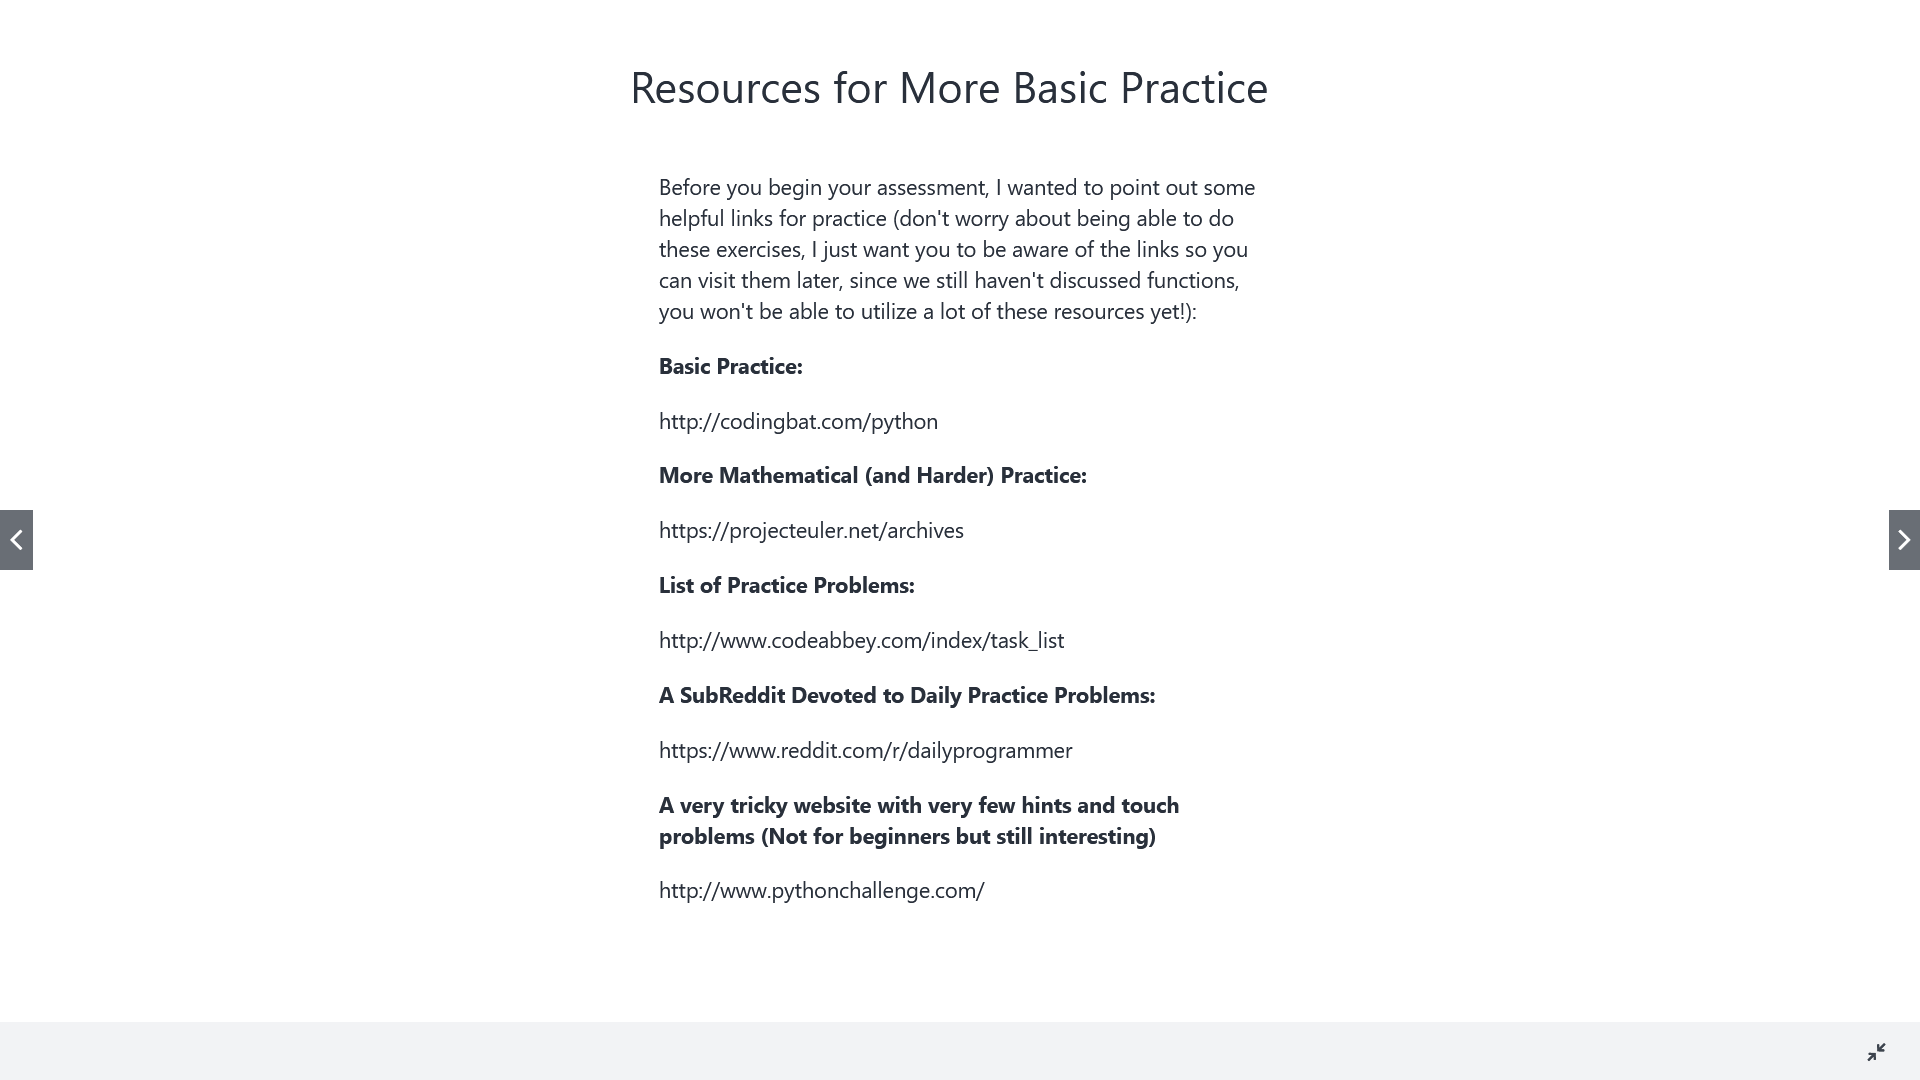 Resources for More Basic Practice
Before you begin your assessment, I wanted to point out some
helpful links for practice (don't worry about being able to do
these exercises, I just want you to be aware of the links so you
can visit them later, since we still haven't discussed functions,
you won't be able to utilize a lot of these resources yet!):
Basic Practice:
http://codingbat.com/python
More Mathematical (and Harder) Practice:
https://projecteuler.net/archives
List of Practice Problems:
http://www.codeabbey.com/index/task_list
A SubReddit Devoted to Daily Practice Problems:
https://www.reddit.com/r/dailyprogrammer
A very tricky website with very few hints and touch
problems (Not for beginners but still interesting)
http://www.pythonchallenge.com/